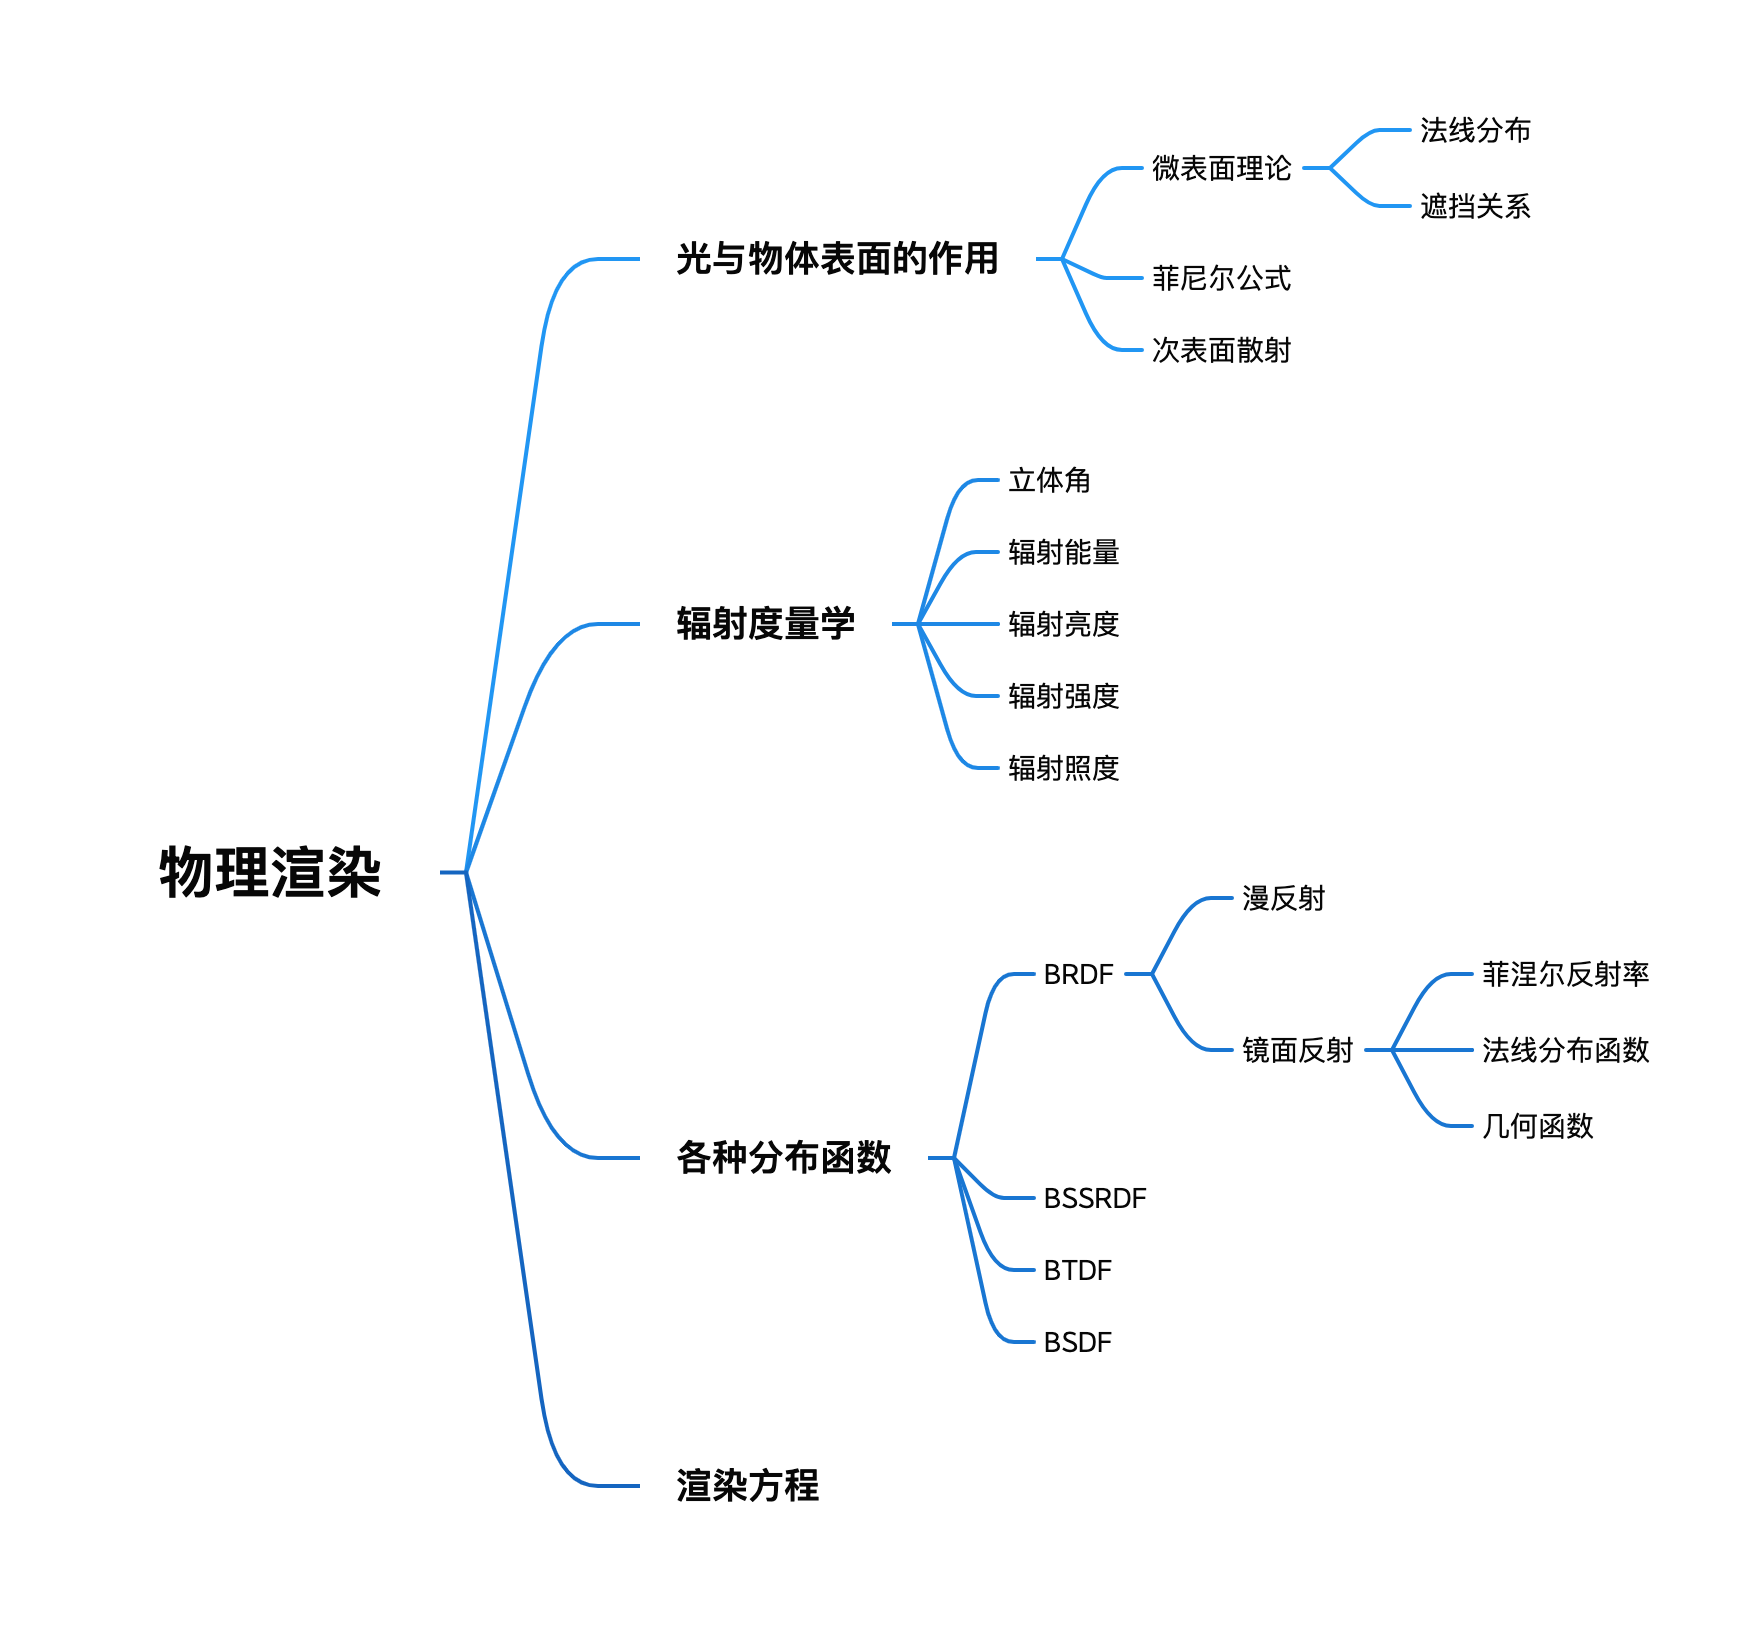 物理渲染
光与物体表面的作用
微表面理论
法线分布
遮挡关系
菲尼尔公式
次表面散射
辐射度量学
立体角
辐射能量
辐射亮度
辐射强度
辐射照度
各种分布函数
BRDF
漫反射
镜面反射
菲涅尔反射率
法线分布函数
几何函数
BSSRDF
BTDF
BSDF
渲染方程